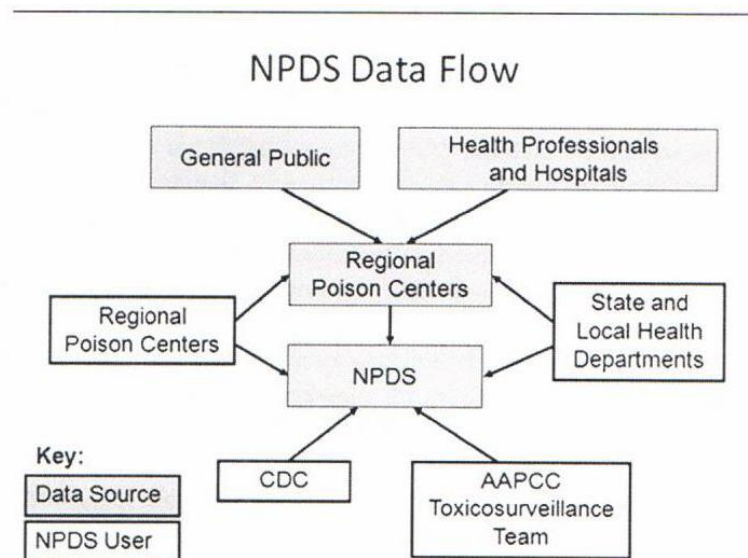 NPDS Data Flow
General Public
Health Professionals
and Hospitals
Regional
Poison Centers
Regional
Poison Centers
State and
Local Health
Departments
NPDS
CDC
AAPCC
Toxicosurveillance
Team
Key:
Data Source
NPDS User